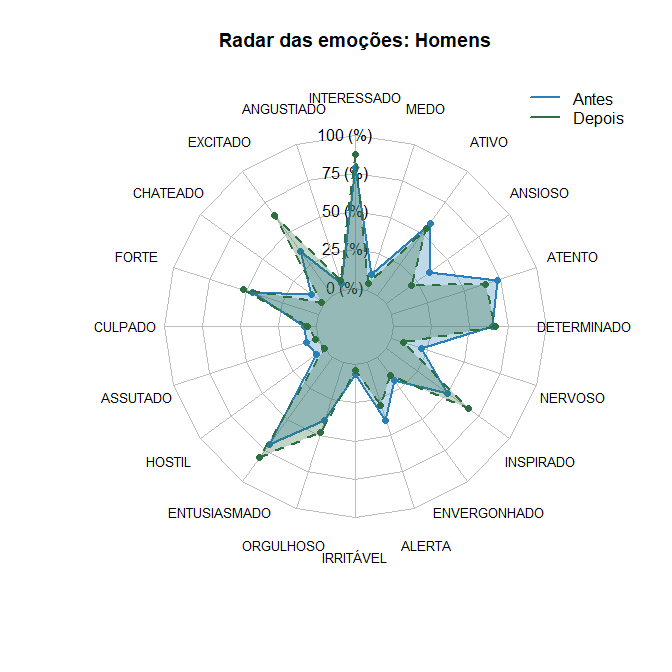 Radar das emoções: Homens
Antes
Depois
INTERESSADO
ANGUSTIADO
MEDO
EXCITADO
ATIVO
CHATEADO
ANSIOSO
FORTE
ATENTO
CULPADO
DETERMINADO
ASSUTADO
NERVOSO
HOSTIL
INSPIRADO
ENTUSIASMADO
ENVERGONHADO
ORGULHOSO
ALERTA
IRRITÁVEL
100 (%)
75 (%)
50 (%)
25 (%)
0 (%)